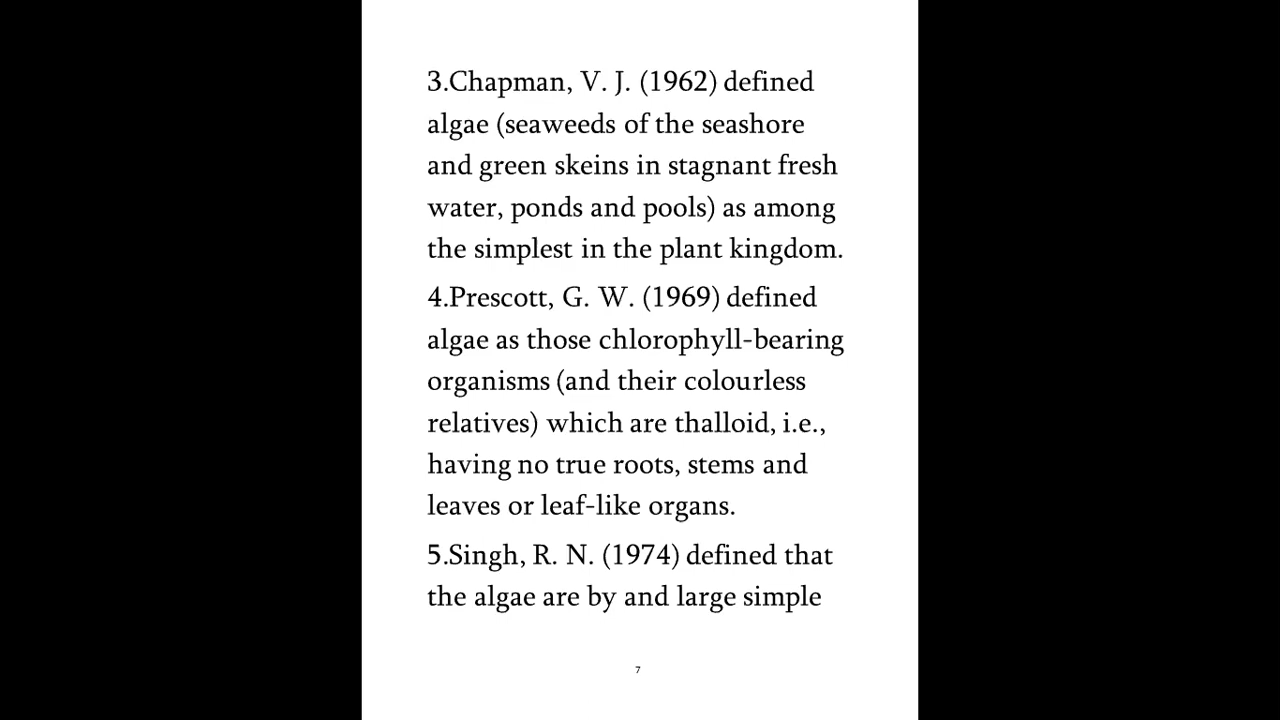 3.Chapman, V. J. (1962) defined
algae (seaweeds of the seashore
and green skeins in stagnant fresh
water, ponds and pools) as among
the simplest in the plant kingdom.
4.Prescott, G. W. (1969) defined
algae as those chlorophyll-bearing
organisms (and their colourless
relatives) which are thalloid, i.e.,
having no true roots, stems and
leaves or leaf-like organs.
5.Singh, R. N. (1974) defined that
the algae are by and large simple
7